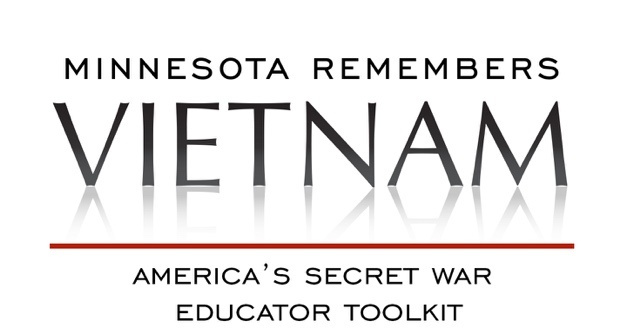 MINNESOTA REMEMBERS
VIETNAM
AMERICA'S SECRET WAR
EDUCATOR TOOLKIT